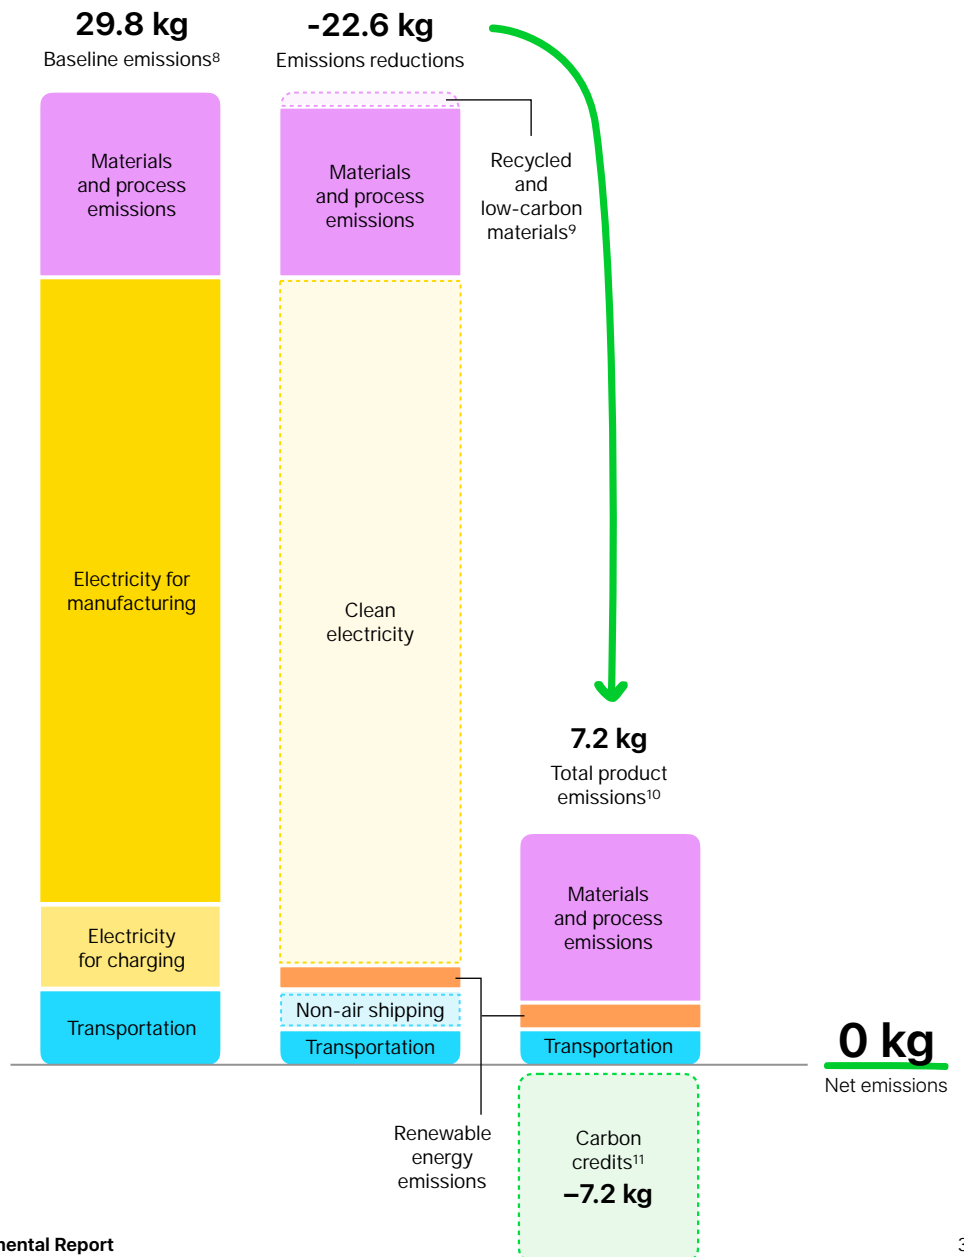 29.8 kg
Baseline emissions⁸
-22.6 kg
Emissions reductions
Materials
and process
emissions
Electricity for
manufacturing
Electricity
for charging
Transportation
Materials
and process
emissions
Recycled
and
low-carbon
materials⁹
Clean
electricity
Non-air shipping
Transportation
Renewable
energy
emissions
7.2 kg
Total product
emissions¹⁰
Materials
and process
emissions
Transportation
Carbon
credits¹¹
–7.2 kg
0 kg
Net emissions
mental Report
3